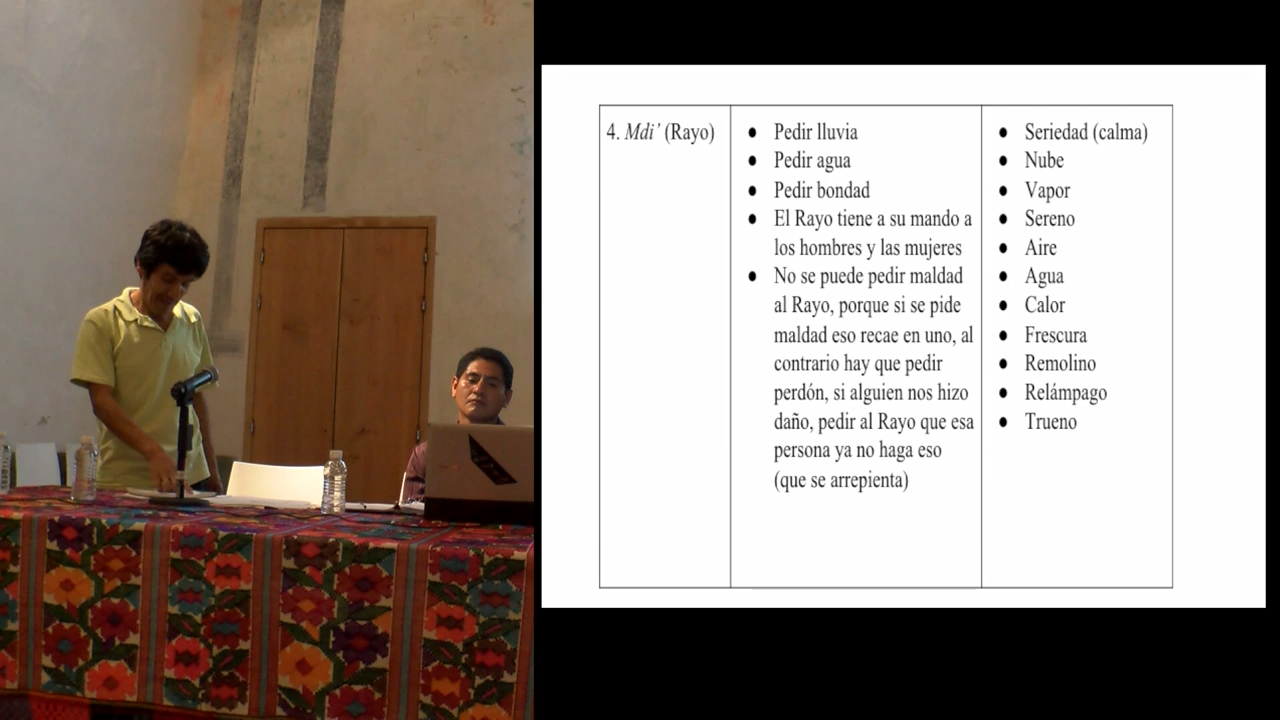 4. Mdi’ (Rayo)
● Pedir lluvia
● Pedir agua
● Pedir bondad
● El Rayo tiene a su mando a
los hombres y las mujeres
● No se puede pedir maldad
al Rayo, porque si se pide
maldad eso recae en uno, al
contrario hay que pedir
perdón, si alguien nos hizo
daño, pedir al Rayo que esa
persona ya no haga eso
(que se arrepienta)
● Seriedad (calma)
● Nube
● Vapor
● Sereno
● Aire
● Agua
● Calor
● Frescura
● Remolino
● Relámpago
● Trueno